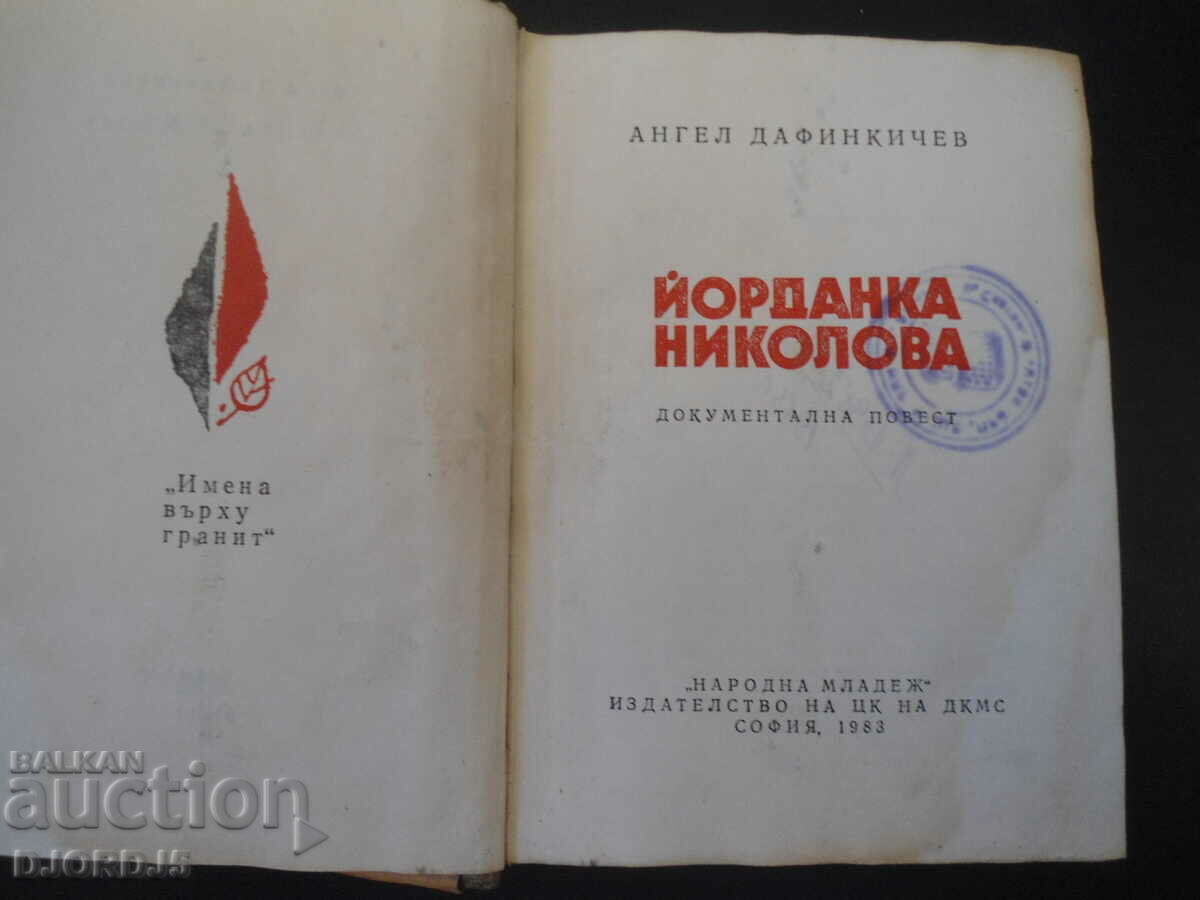 „Имена
върху
гранит“
АНГЕЛ ДАФИНКИЧЕВ
ЙОРДАНКА
НИКОЛОВА
ДОКУМЕНТАЛНА ПОВЕСТ
„НАРОДНА МЛАДЕЖ“
ИЗДАТЕЛСТВО НА ЦК НА ДКМС
СОФИЯ, 1983
BALKAN
auction
DJORDJ5